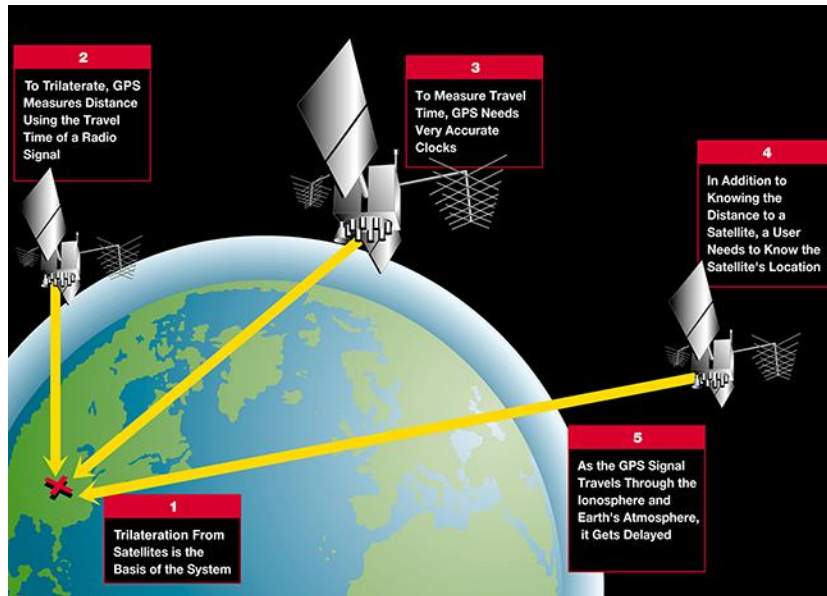 1
Trilateration From
Satellites is the
Basis of the System
2
To Trilaterate, GPS
Measures Distance
Using the Travel
Time of a Radio
Signal
3
To Measure Travel
Time, GPS Needs
Very Accurate
Clocks
4
In Addition to
Knowing the
Distance to a
Satellite, a User
Needs to Know the
Satellite's Location
5
As the GPS Signal
Travels Through the
Ionosphere and
Earth's Atmosphere,
it Gets Delayed